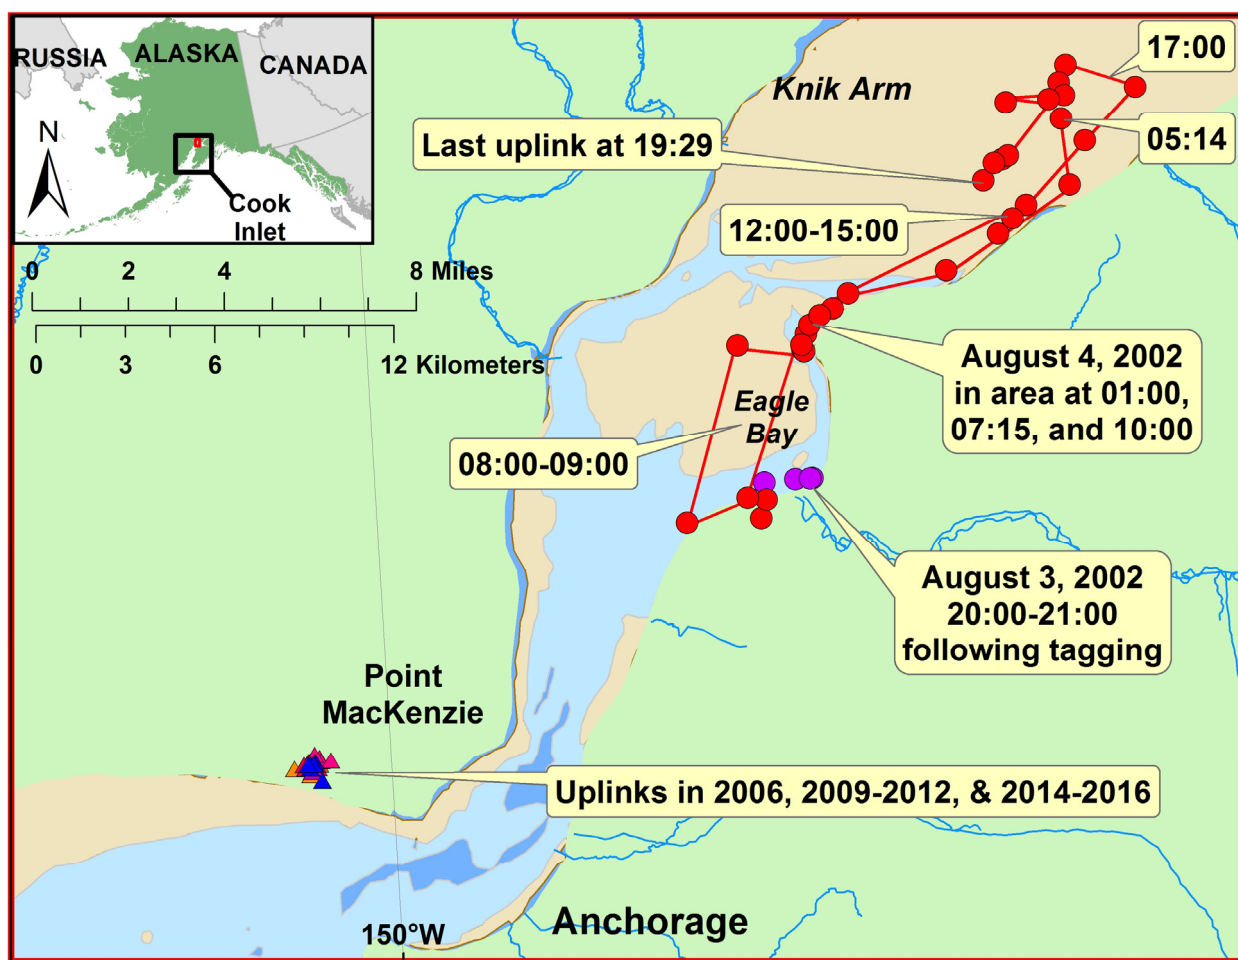 RUSSIA
ALASKA
CANADA
N
Cook
Inlet
0 2 4 8 Miles
0 3 6 12 Kilometers
Knik Arm
17:00
Last uplink at 19:29
05:14
12:00-15:00
August 4, 2002
in area at 01:00,
07:15, and 10:00
Eagle
Bay
08:00-09:00
August 3, 2002
20:00-21:00
following tagging
Point
MacKenzie
Uplinks in 2006, 2009-2012, & 2014-2016
Anchorage
150°W